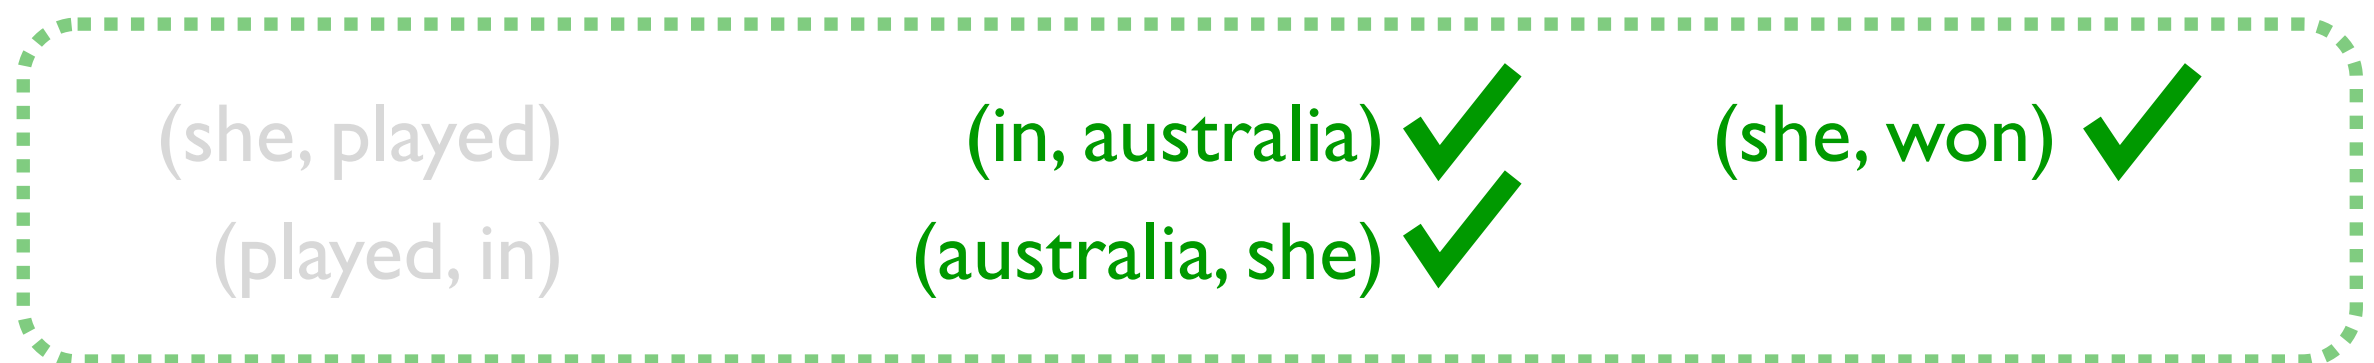 (she, played) (in, australia) (she, won)
(played, in) (australia, she)